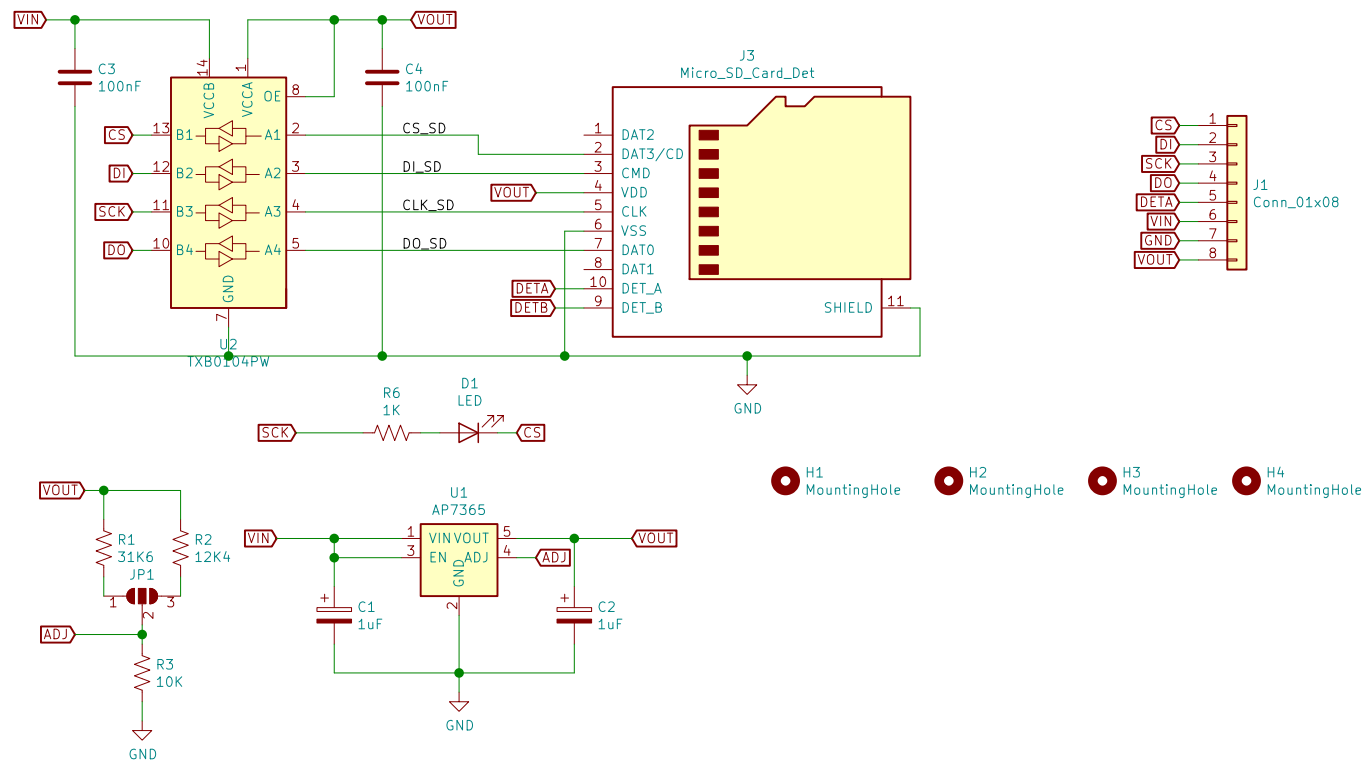 VIN
VOUT
C3
100nF
14
VCCB
1
VCCA
OE
8
C4
100nF
CS
13
B1
A1
2
CS_SD
DI
12
B2
A2
3
DI_SD
SCK
11
B3
A3
4
CLK_SD
DO
10
B4
A4
5
DO_SD
GND
7
U2
TXB0104PW
J3
Micro_SD_Card_Det
1
DAT2
2
DAT3/CD
3
CMD
VOUT
4
VDD
5
CLK
6
VSS
7
DAT0
8
DAT1
DETA
10
DET_A
DETB
9
DET_B
SHIELD
11
GND
CS
1
DI
2
SCK
3
DO
4
DETA
5
VIN
6
GND
7
VOUT
8
J1
Conn_01x08
SCK
R6
1K
D1
LED
CS
H1
MountingHole
H2
MountingHole
H3
MountingHole
H4
MountingHole
VOUT
R1
31K6
R2
12K4
JP1
1
2
3
ADJ
R3
10K
GND
U1
AP7365
VIN
1
VIN
VOUT
5
VOUT
3
EN
ADJ
4
ADJ
GND
2
+
C1
1uF
+
C2
1uF
GND